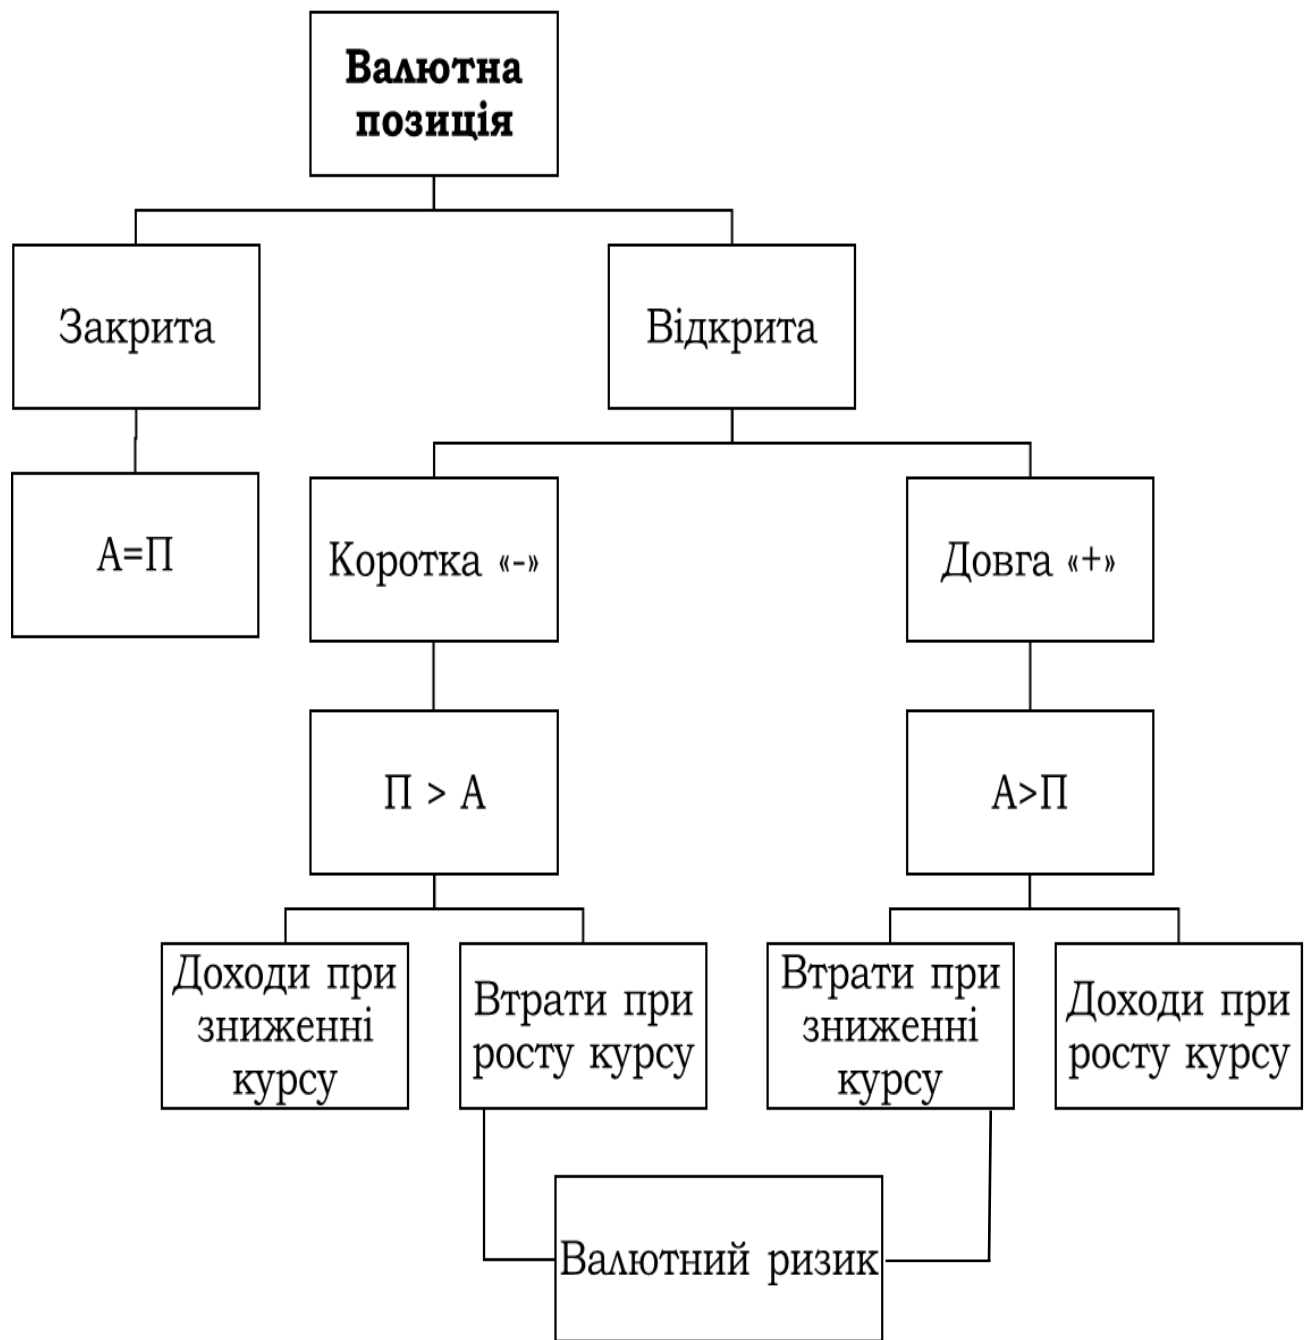 Валютна
позиція
Закрита
Відкрита
А=П
Коротка «-»
Довга «+»
П > А
А>П
Доходи при
зниженні
курсу
Втрати при
росту курсу
Втрати при
зниженні
курсу
Доходи при
росту курсу
Валютний ризик